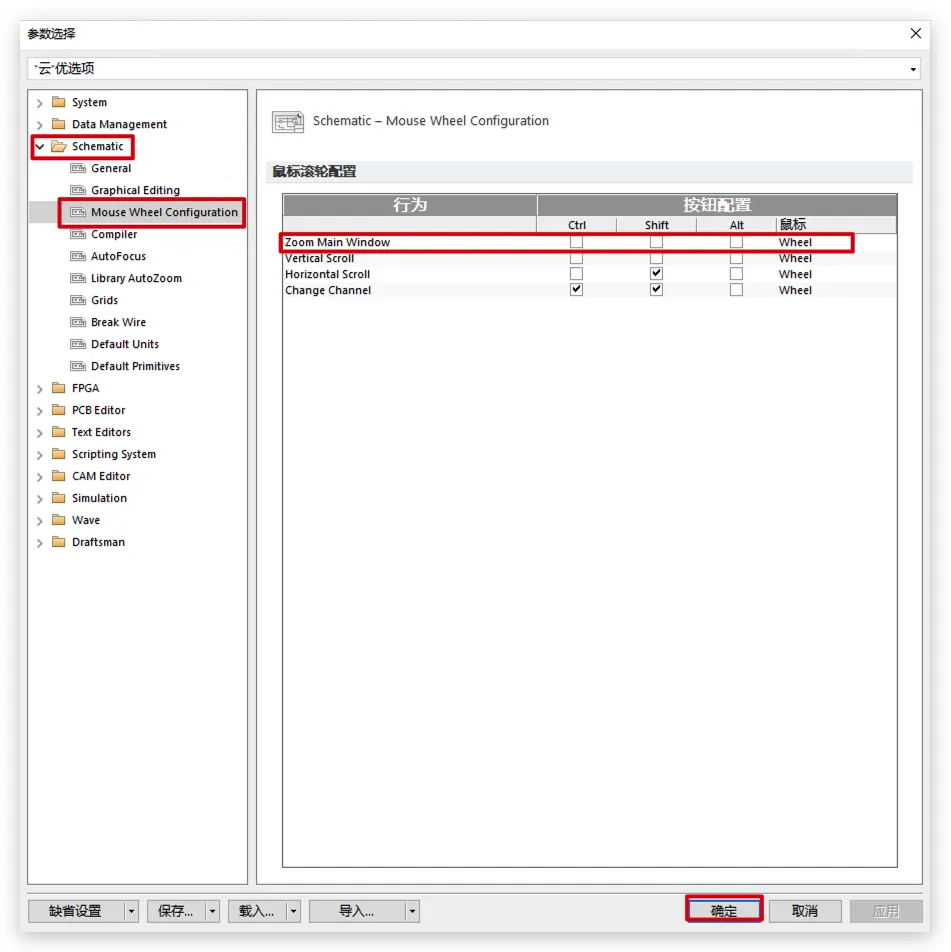 参数选择
"云"优选项
System
Data Management
Schematic
General
Graphical Editing
Mouse Wheel Configuration
Compiler
AutoFocus
Library AutoZoom
Grids
Break Wire
Default Units
Default Primitives
FPGA
PCB Editor
Text Editors
Scripting System
CAM Editor
Simulation
Wave
Draftsman
Schematic – Mouse Wheel Configuration
鼠标滚轮配置
行为 按钮配置
Ctrl Shift Alt 鼠标
Zoom Main Window Wheel
Vertical Scroll Wheel
Horizontal Scroll Wheel
Change Channel Wheel
缺省设置 保存... 载入... 导入... 确定 取消 应用